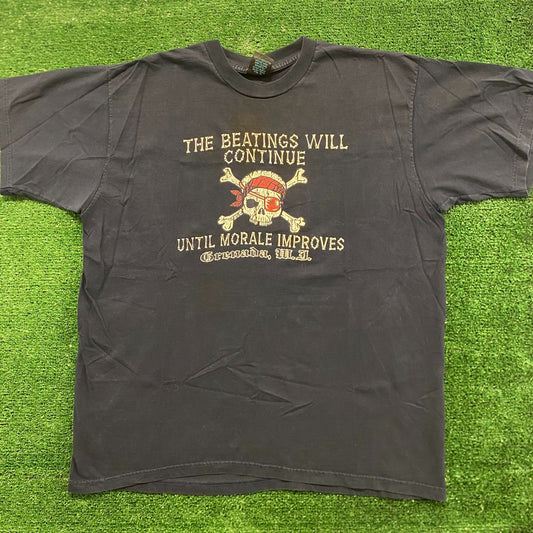 THE BEATINGS WILL
CONTINUE
UNTIL MORALE IMPROVES
Grenada, W.I.